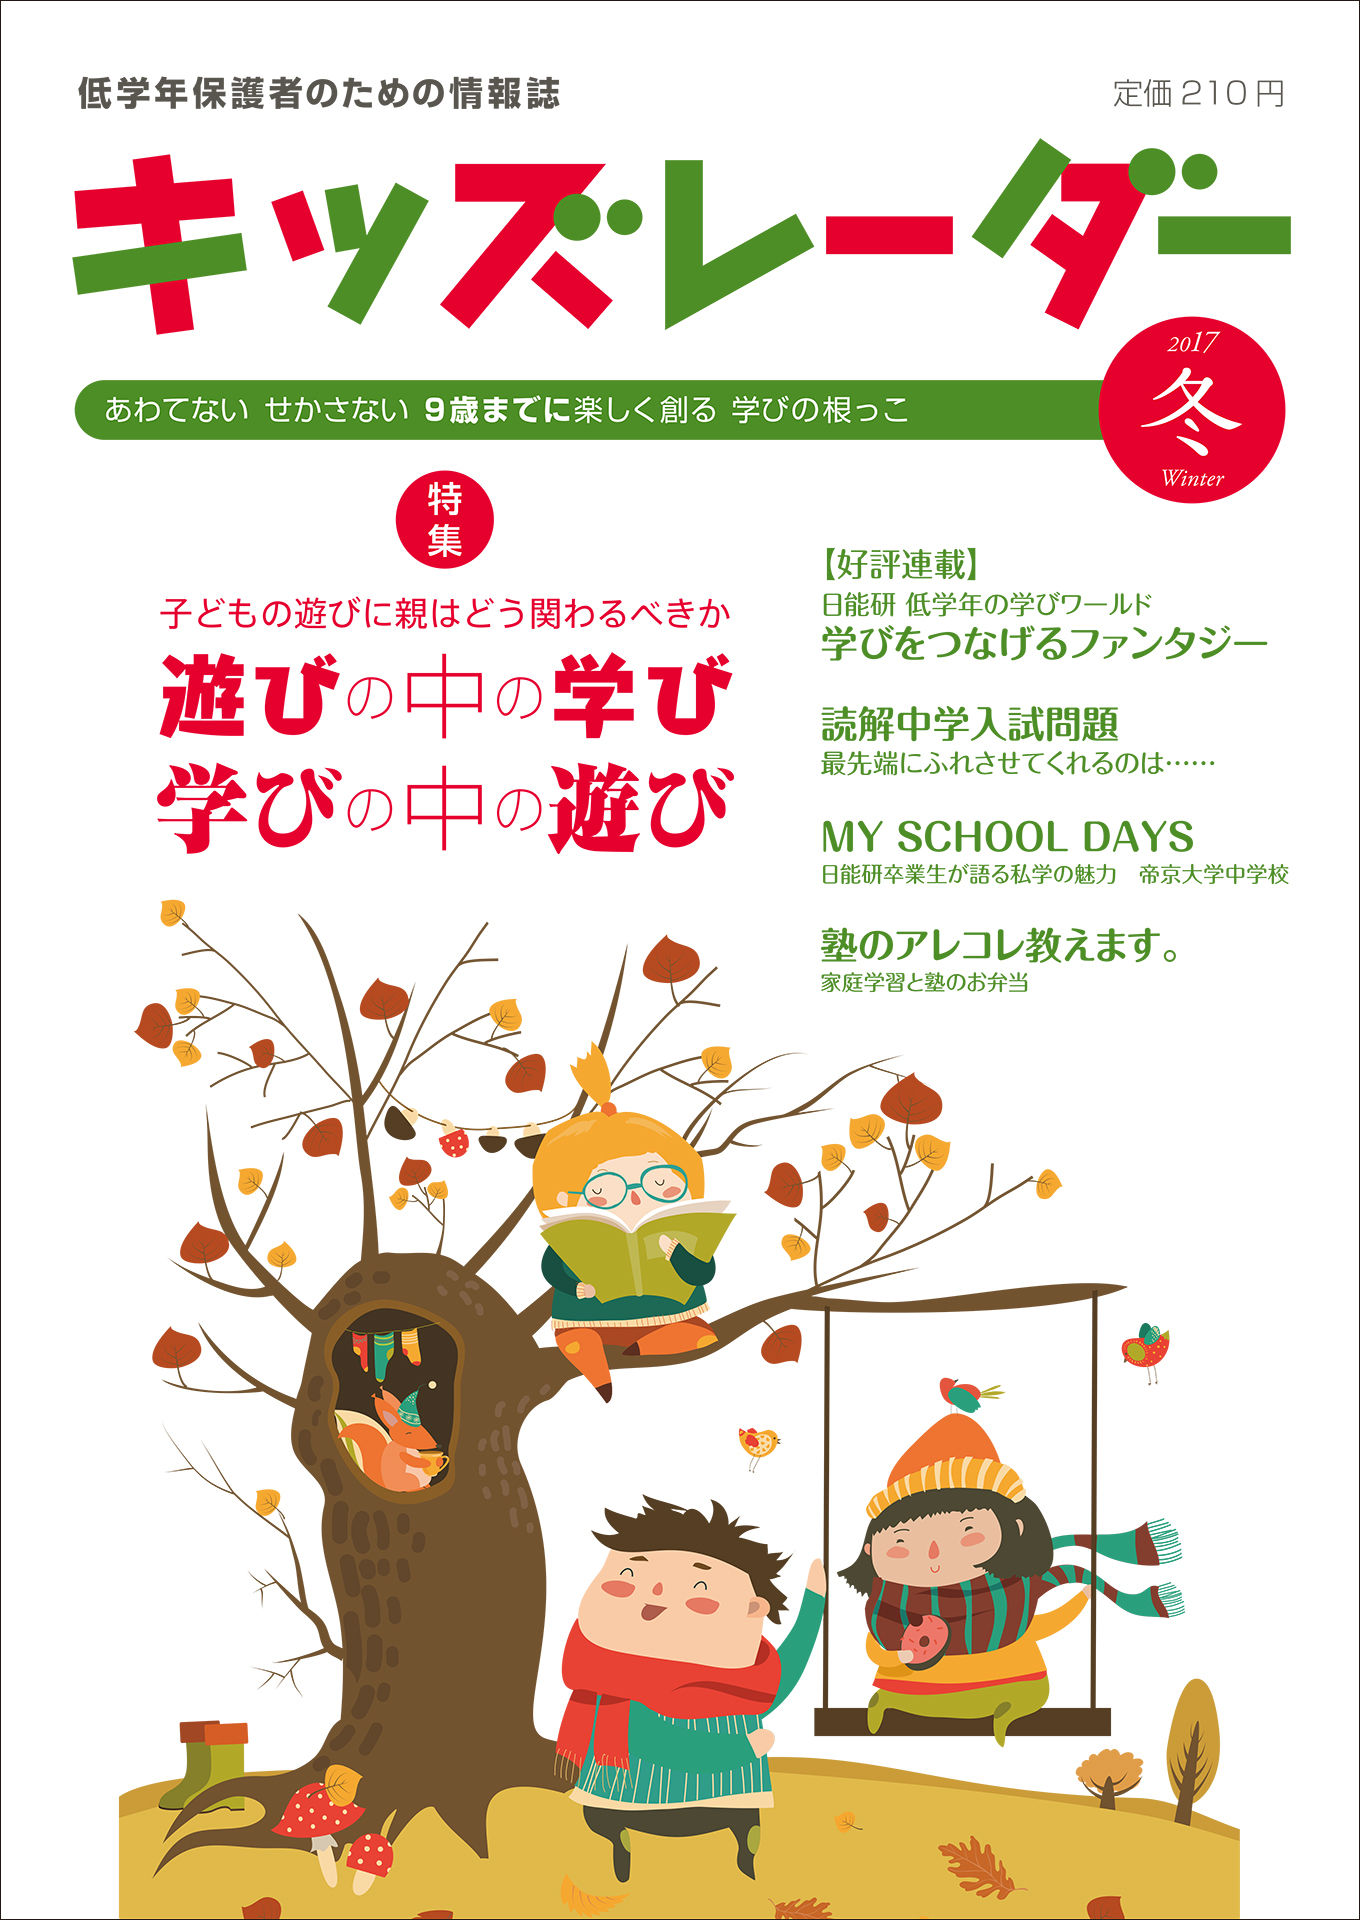 低学年保護者のための情報誌
定価210円
キッズレーダー
2017
冬
Winter
あわてない せかさない 9歳までに楽しく創る 学びの根っこ
特集
子どもの遊びに親はどう関わるべきか
遊びの中の学び
学びの中の遊び
【好評連載】
日能研 低学年の学びワールド
学びをつなげるファンタジー
読解中学入試問題
最先端にふれさせてくれるのは……
MY SCHOOL DAYS
日能研卒業生が語る私学の魅力　帝京大学中学校
塾のアレコレ教えます。
家庭学習と塾のお弁当